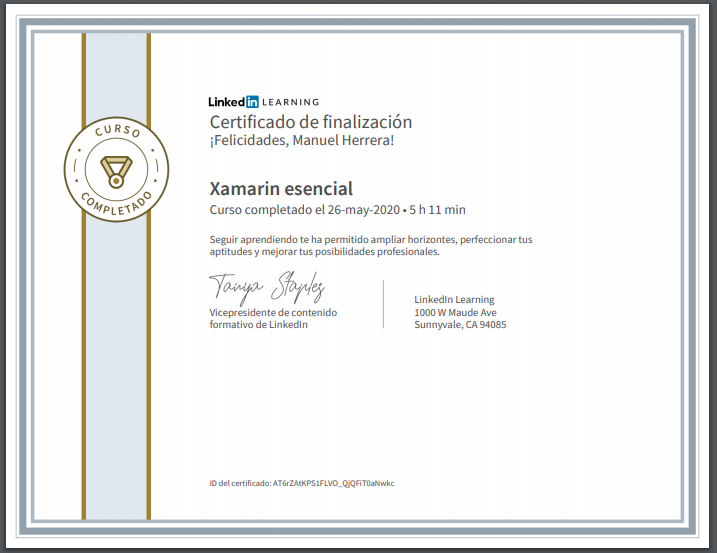 CURSO
COMPLETADO
Linked in LEARNING
Certificado de finalización
¡Felicidades, Manuel Herrera!
Xamarin esencial
Curso completado el 26-may-2020 • 5 h 11 min
Seguir aprendiendo te ha permitido ampliar horizontes, perfeccionar tus
aptitudes y mejorar tus posibilidades profesionales.
Tanya Staples
Vicepresidente de contenido
formativo de LinkedIn
LinkedIn Learning
1000 W Maude Ave
Sunnyvale, CA 94085
ID del certificado: AT6rZAtKPS1FLVO_QjQFiT0aNwkc